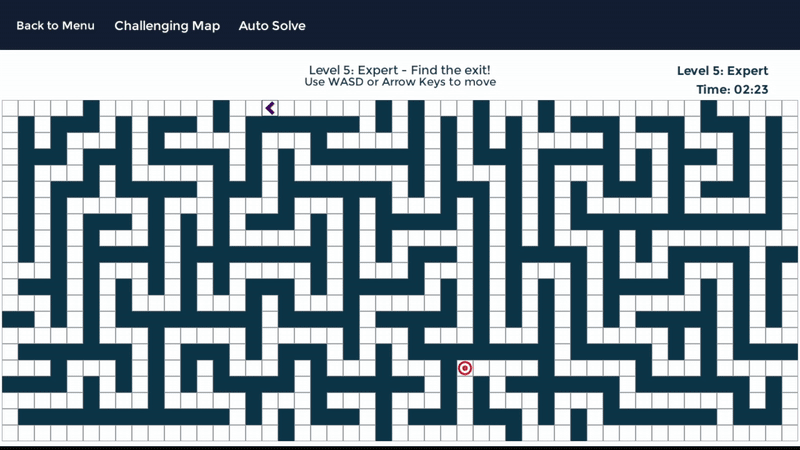 Back to Menu Challenging Map Auto Solve
Level 5: Expert - Find the exit!
Use WASD or Arrow Keys to move
Level 5: Expert
Time: 02:23